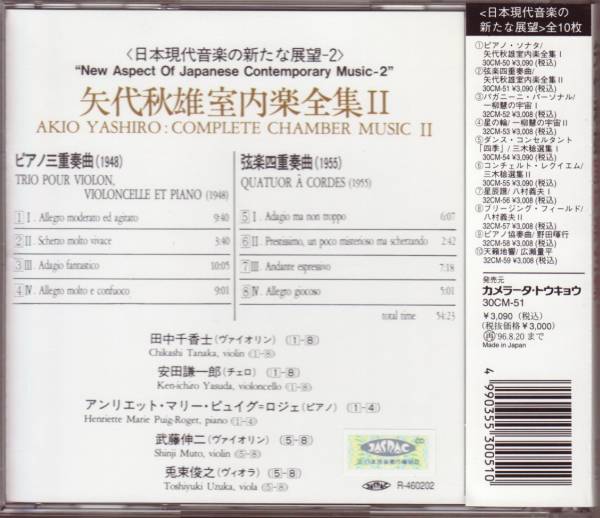 〈日本現代音楽の新たな展望-2〉
"New Aspect Of Japanese Contemporary Music-2"
矢代秋雄室内楽全集II
AKIO YASHIRO: COMPLETE CHAMBER MUSIC II
ピアノ三重奏曲(1948)
TRIO POUR VIOLON,
VIOLONCELLE ET PIANO (1948)
1 I. Allegro moderato ed agitato 9:40
2 II. Scherzo molto vivace 3:40
3 III. Adagio fantastico 10:05
4 IV. Allegro molto e confuoco 9:01
弦楽四重奏曲(1955)
QUATUOR À CORDES (1955)
5 I. Adagio ma non troppo 6:07
6 II. Prestissimo, un poco misterioso ma schertando 2:42
7 III. Andante espressivo 7:18
8 IV. Allegro giocoso 5:01
total time 54:23
田中千香士(ヴァイオリン) 1-8
Chikashi Tanaka, violin 1-8
安田謙一郎(チェロ) 1-8
Ken-ichiro Yasuda, violoncello 1-8
アンリエット・マリー・ピュイグ=ロジェ(ピアノ) 1-4
Henriette Marie Puig-Roget, piano 1-4
武藤伸二(ヴァイオリン) 5-8
Shinji Muto, violin 5-8
兎束俊之(ヴィオラ) 5-8
Toshiyuki Uzuka, viola 5-8
JASRAC
R-460202
<日本現代音楽の
新たな展望>全10枚
①ピアノ・ソナタ/
矢代秋雄室内楽全集I
30CM-50 ¥3,090 (税込)
②弦楽四重奏曲/
矢代秋雄室内楽全集II
30CM-51 ¥3,090 (税込)
③パガニーニ・パーソナル/
一柳慧の宇宙I
32CM-52 ¥3,008 (税込)
④星の輪/一柳慧の宇宙II
32CM-53 ¥3,008 (税込)
⑤ダンス・コンセルタント
「四季」/三木稔選集I
30CM-54 ¥3,090 (税込)
⑥コンチェルト・レクイエム/
三木稔選集II
30CM-55 ¥3,090 (税込)
⑦星辰譜/八村義夫I
32CM-56 ¥3,008 (税込)
⑧ブリージング・フィールド/
八村義夫II
32CM-57 ¥3,008 (税込)
⑨ピアノ協奏曲/野田暉行
32CM-58 ¥3,008 (税込)
⑩天籟地響/広瀬量平
32CM-59 ¥3,008 (税込)
発売元
カメラータ・トウキョウ
30CM-51
¥3,090 (税込)
(税抜価格¥3,000)
再 '96.8.20 まで
Made in Japan
4 990355 300510